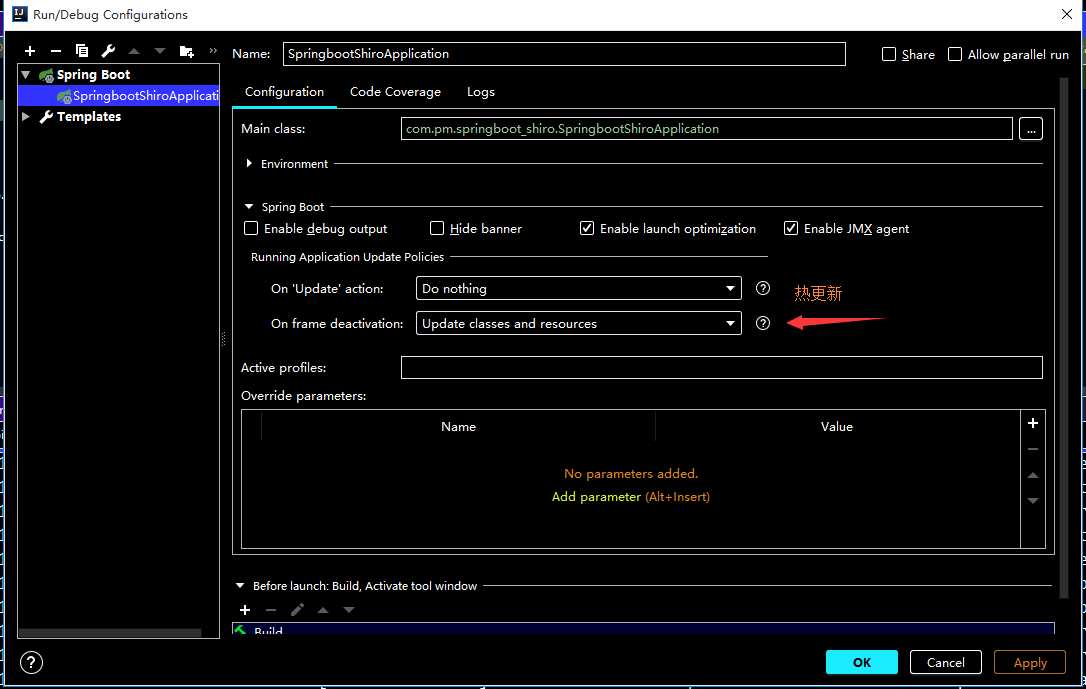 Run/Debug Configurations
Name: SpringbootShiroApplication
Share Allow parallel run
Spring Boot
SpringbootShiroApplicati
Templates
Configuration Code Coverage Logs
Main class: com.pm.springboot_shiro.SpringbootShiroApplication ...
Environment
Spring Boot
Enable debug output Hide banner Enable launch optimization Enable JMX agent
Running Application Update Policies
On 'Update' action: Do nothing ? 热更新
On frame deactivation: Update classes and resources ?
Active profiles:
Override parameters:
Name Value
No parameters added.
Add parameter (Alt+Insert)
Before launch: Build, Activate tool window
Build
? OK Cancel Apply